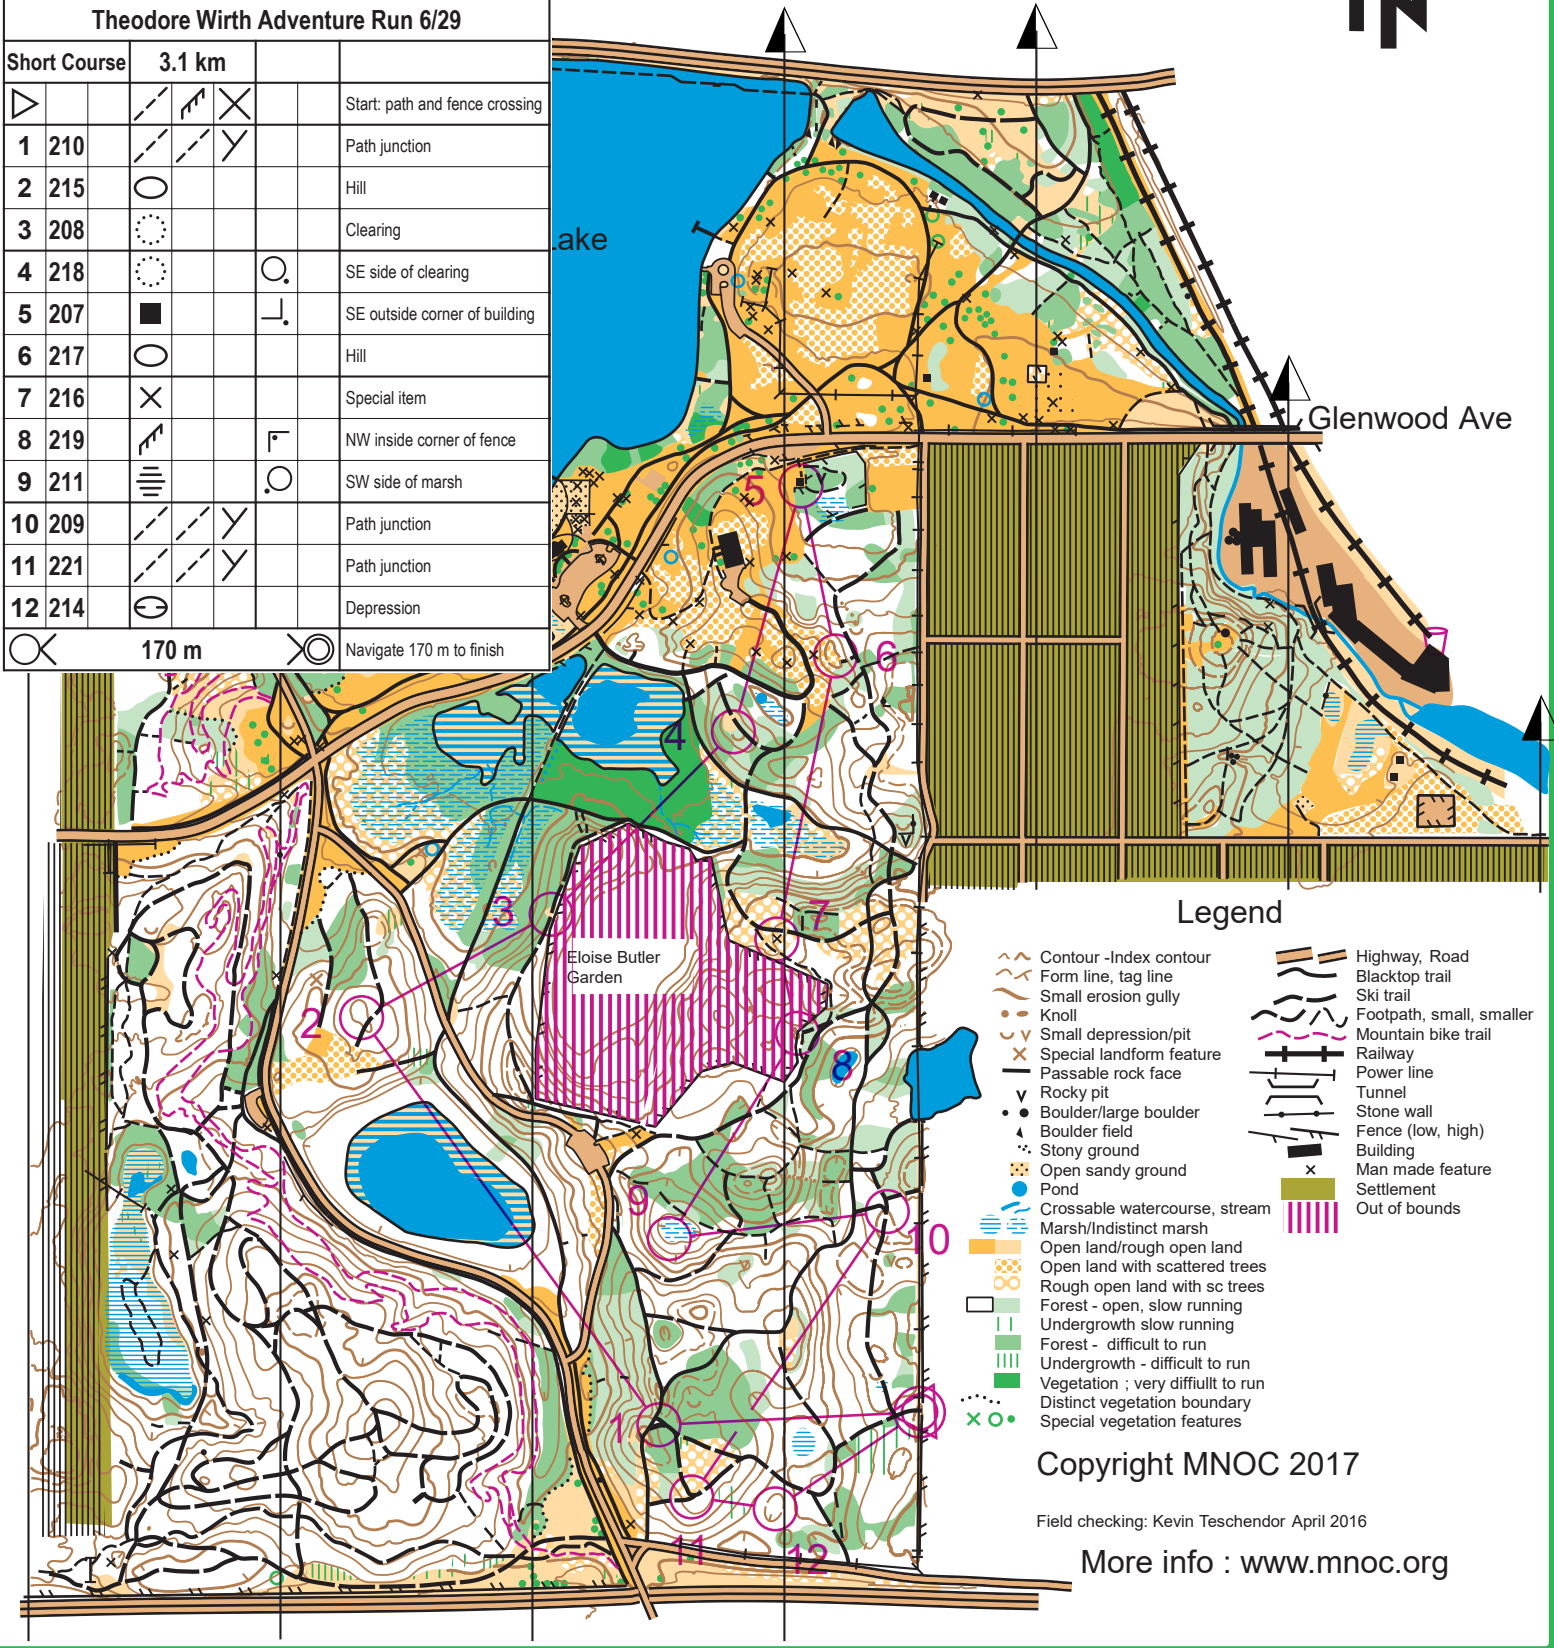 Theodore Wirth Adventure Run 6/29
Short Course 3.1 km
Start: path and fence crossing
1 210 Path junction
2 215 Hill
3 208 Clearing
4 218 SE side of clearing
5 207 SE outside corner of building
6 217 Hill
7 216 Special item
8 219 NW inside corner of fence
9 211 SW side of marsh
10 209 Path junction
11 221 Path junction
12 214 Depression
170 m Navigate 170 m to finish
N
Lake
Glenwood Ave
5
6
4
3
7
Eloise Butler
Garden
2
8
9
10
1
11
12
Legend
Contour -Index contour
Form line, tag line
Small erosion gully
Knoll
Small depression/pit
Special landform feature
Passable rock face
Rocky pit
Boulder/large boulder
Boulder field
Stony ground
Open sandy ground
Pond
Crossable watercourse, stream
Marsh/Indistinct marsh
Open land/rough open land
Open land with scattered trees
Rough open land with sc trees
Forest - open, slow running
Undergrowth slow running
Forest - difficult to run
Undergrowth - difficult to run
Vegetation ; very diffiullt to run
Distinct vegetation boundary
Special vegetation features
Highway, Road
Blacktop trail
Ski trail
Footpath, small, smaller
Mountain bike trail
Railway
Power line
Tunnel
Stone wall
Fence (low, high)
Building
Man made feature
Settlement
Out of bounds
Copyright MNOC 2017
Field checking: Kevin Teschendor April 2016
More info : www.mnoc.org